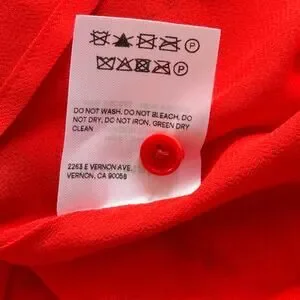 P
P
DO NOT WASH, DO NOT BLEACH, DO
NOT DRY, DO NOT IRON, GREEN DRY
CLEAN
2263 E VERNON AVE,
VERNON, CA 90058